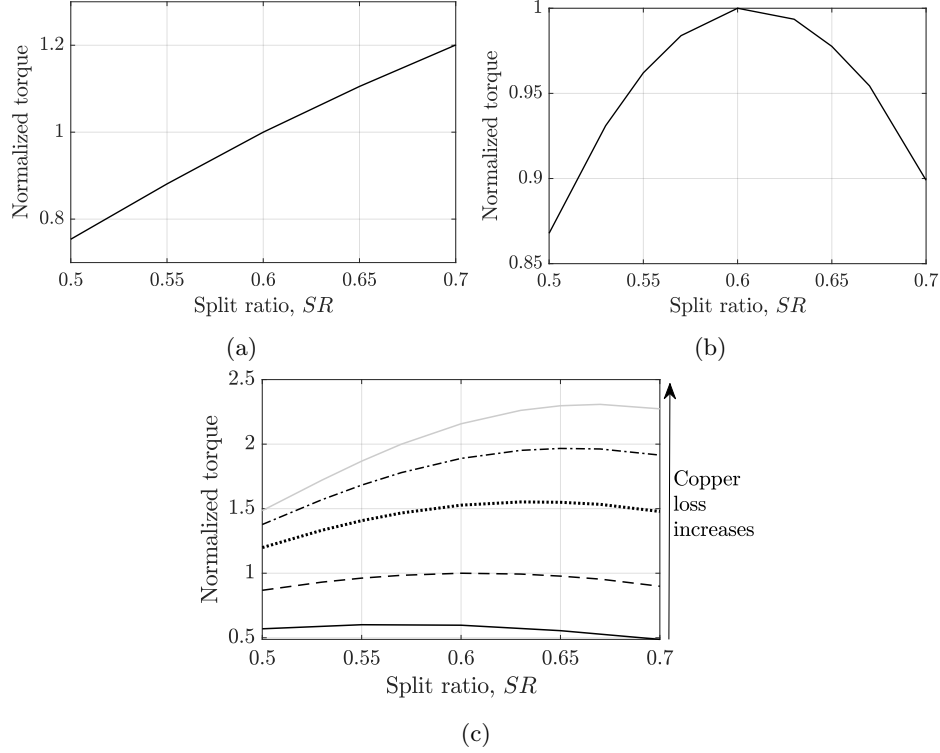 1.2
1
0.8
Normalized torque
0.5 0.55 0.6 0.65 0.7
Split ratio, SR
(a)
1
0.95
0.9
0.85
Normalized torque
0.5 0.55 0.6 0.65 0.7
Split ratio, SR
(b)
2.5
2
1.5
1
0.5
Normalized torque
0.5 0.55 0.6 0.65 0.7
Split ratio, SR
Copper
loss
increases
(c)